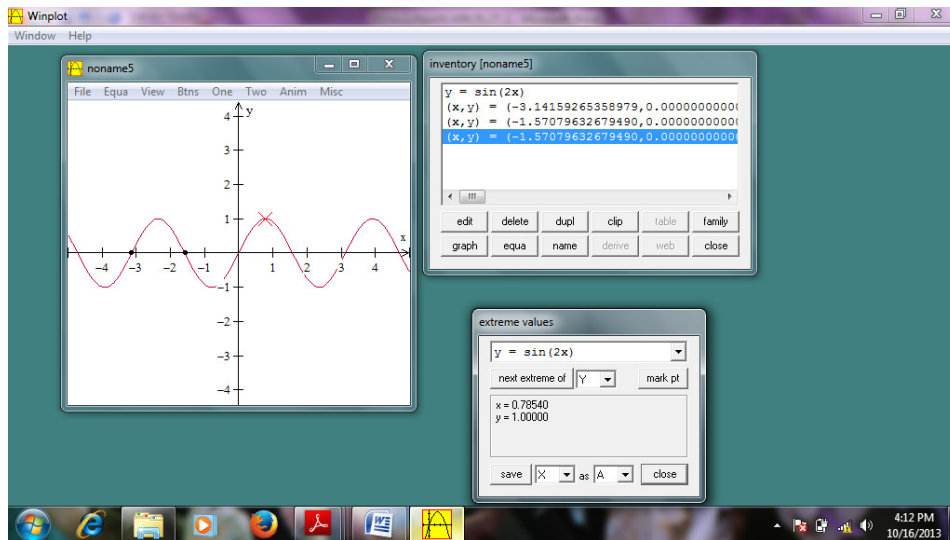 Winplot
Window Help
noneme5
File Equa View Btns One Two Anim Misc
y
4
3
2
1
x
-4 -3 -2 -1 1 2 3 4
-1
-2
-3
-4
inventory [noname5]
y = sin(2x)
(x,y) = (-3.14159265358979,0.0000000000
(x,y) = (-1.57079632679490,0.0000000000
(x,y) = (-1.57079632679490,0.0000000000
edit delete dupl clip table family
graph equa name derive web close
extreme values
y = sin(2x)
next extreme of Y mark pt
x = 0.78540
y = 1.00000
save X as A close
4:12 PM
10/16/2013